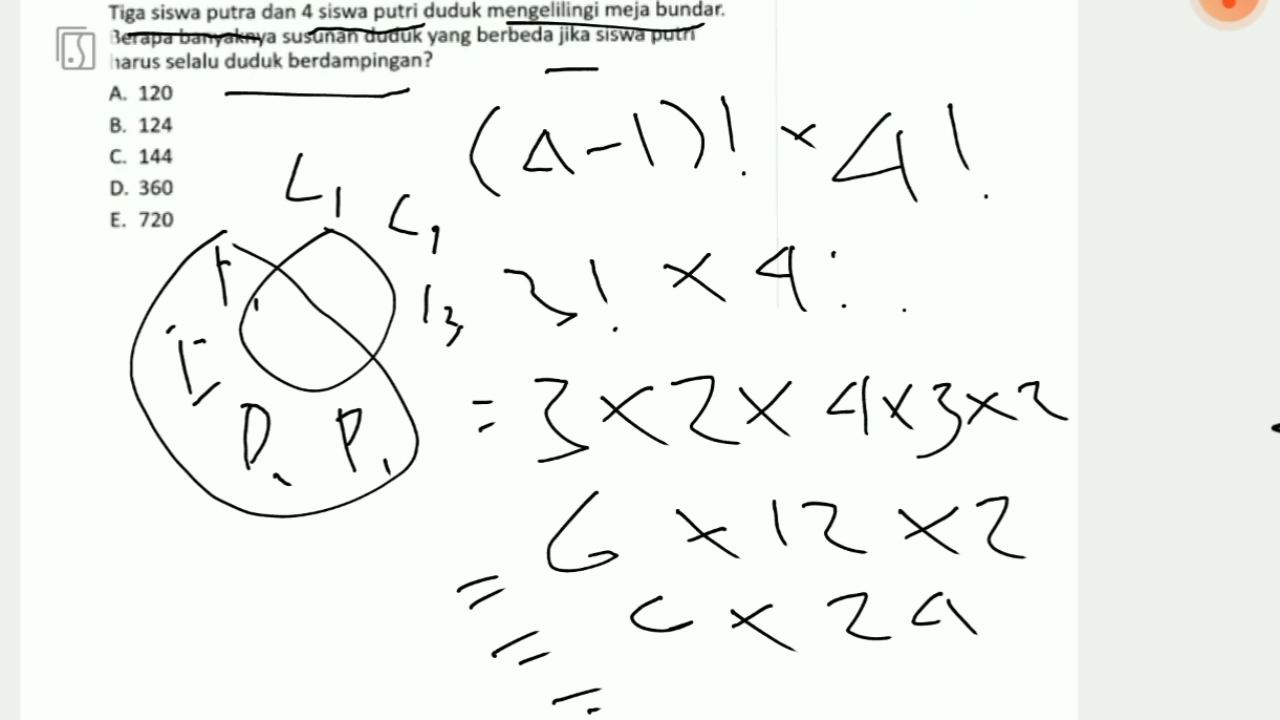 Tiga siswa putra dan 4 siswa putri duduk mengelilingi meja bundar.
Berapa banyaknya susunan duduk yang berbeda jika siswa putri
harus selalu duduk berdampingan?
A. 120
B. 124
C. 144
D. 360
E. 720
(4-1)! × 4!
L1
3! × 4!
= 3×2× 4×3×2
P1
6 × 12 × 2
=
6 × 24
=
=